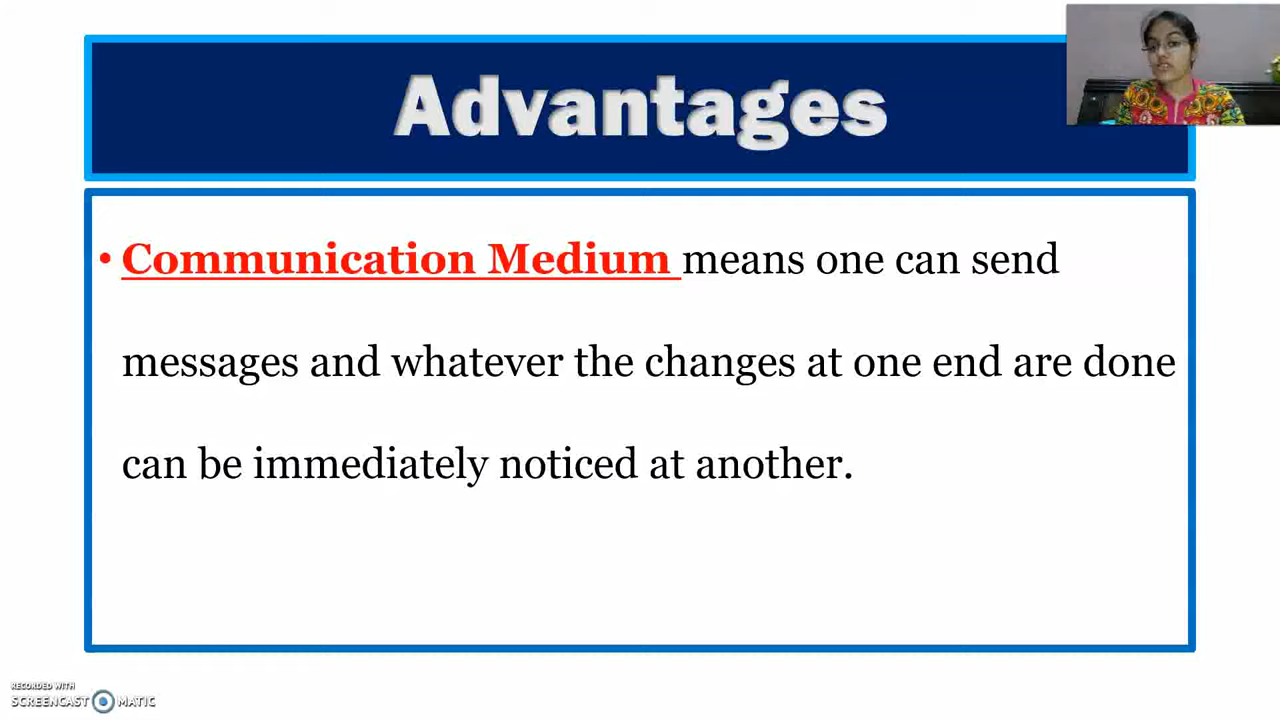 Advantages
• Communication Medium means one can send
messages and whatever the changes at one end are done
can be immediately noticed at another.
RECORDED WITH
SCREENCAST MATIC